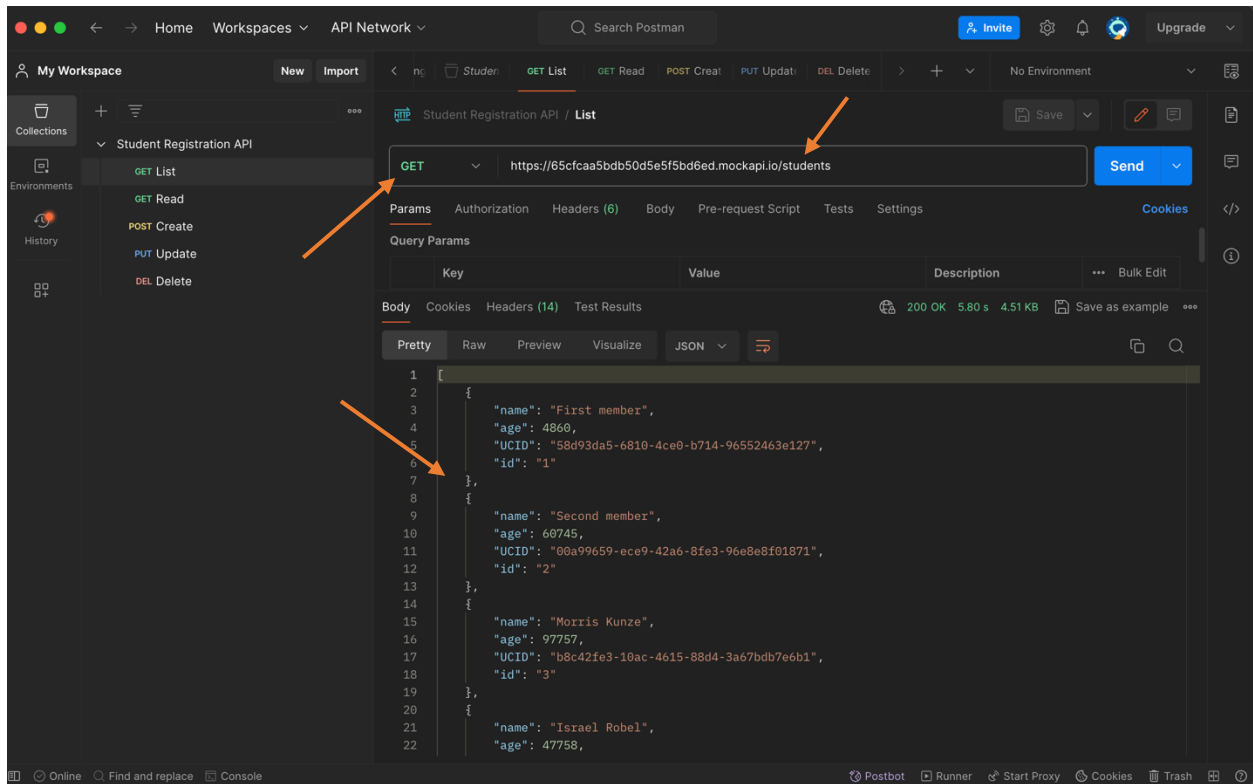 Home Workspaces API Network Search Postman Invite Upgrade
My Workspace New Import Studen GET List GET Read POST Creat PUT Updat DEL Delete No Environment
Collections
Environments
History
Student Registration API
GET List
GET Read
POST Create
PUT Update
DEL Delete
HTTP Student Registration API / List Save
GET https://65cfcaa5bdb50d5e5f5bd6ed.mockapi.io/students Send
Params Authorization Headers (6) Body Pre-request Script Tests Settings Cookies
Query Params
Key Value Description Bulk Edit
Body Cookies Headers (14) Test Results 200 OK 5.80 s 4.51 KB Save as example
Pretty Raw Preview Visualize JSON
1 [
2 {
3 "name": "First member",
4 "age": 4860,
5 "UCID": "58d93da5-6810-4ce0-b714-96552463e127",
6 "id": "1"
7 },
8 {
9 "name": "Second member",
10 "age": 60745,
11 "UCID": "00a99659-ece9-42a6-8fe3-96e8e8f01871",
12 "id": "2"
13 },
14 {
15 "name": "Morris Kunze",
16 "age": 97757,
17 "UCID": "b8c42fe3-10ac-4615-88d4-3a67bdb7e6b1",
18 "id": "3"
19 },
20 {
21 "name": "Israel Robel",
22 "age": 47758,
Online Find and replace Console Postbot Runner Start Proxy Cookies Trash